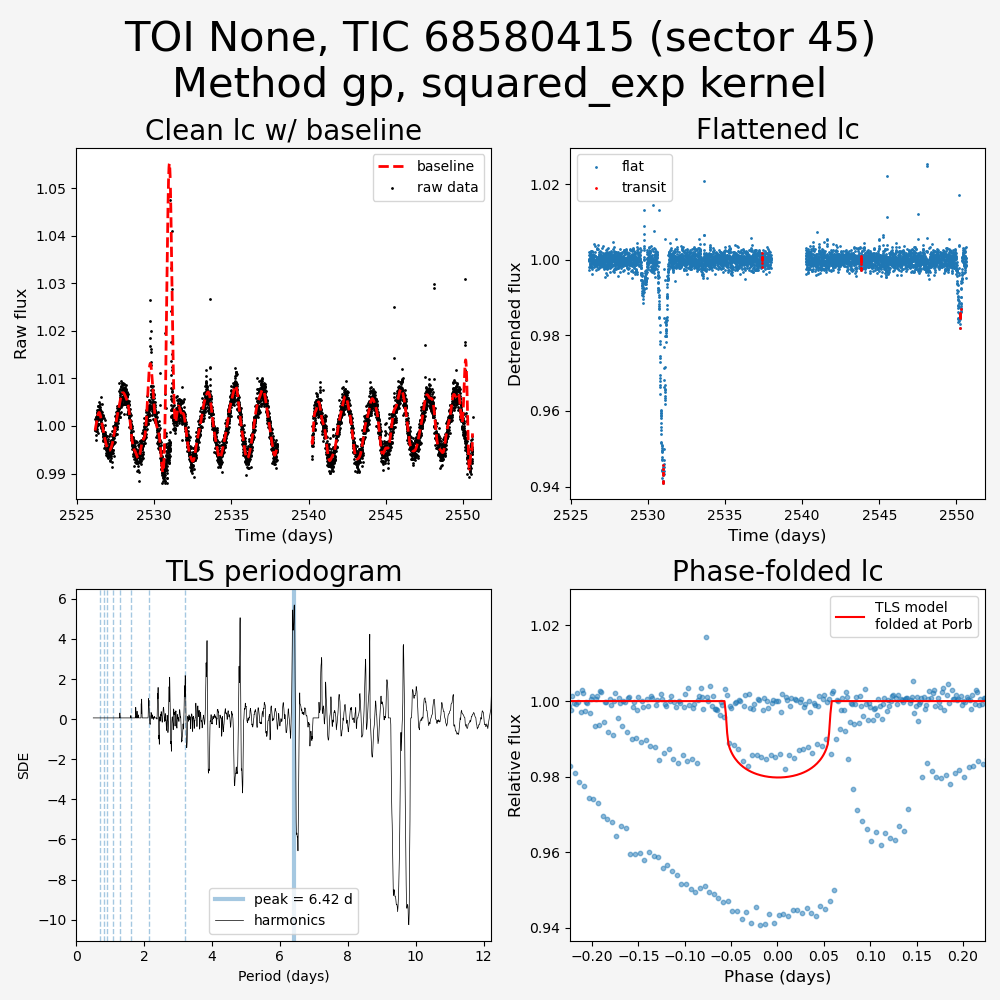 TOI None, TIC 68580415 (sector 45)
Method gp, squared_exp kernel
Clean lc w/ baseline
Raw flux
1.05
1.04
1.03
1.02
1.01
1.00
0.99
baseline
raw data
2525
2530
2535
2540
2545
2550
Time (days)
Flattened lc
Detrended flux
1.02
1.00
0.98
0.96
0.94
flat
transit
2525
2530
2535
2540
2545
2550
Time (days)
TLS periodogram
SDE
6
4
2
0
−2
−4
−6
−8
−10
peak = 6.42 d
harmonics
0
2
4
6
8
10
12
Period (days)
Phase-folded lc
Relative flux
1.02
1.00
0.98
0.96
0.94
TLS model
folded at Porb
−0.20
−0.15
−0.10
−0.05
0.00
0.05
0.10
0.15
0.20
Phase (days)